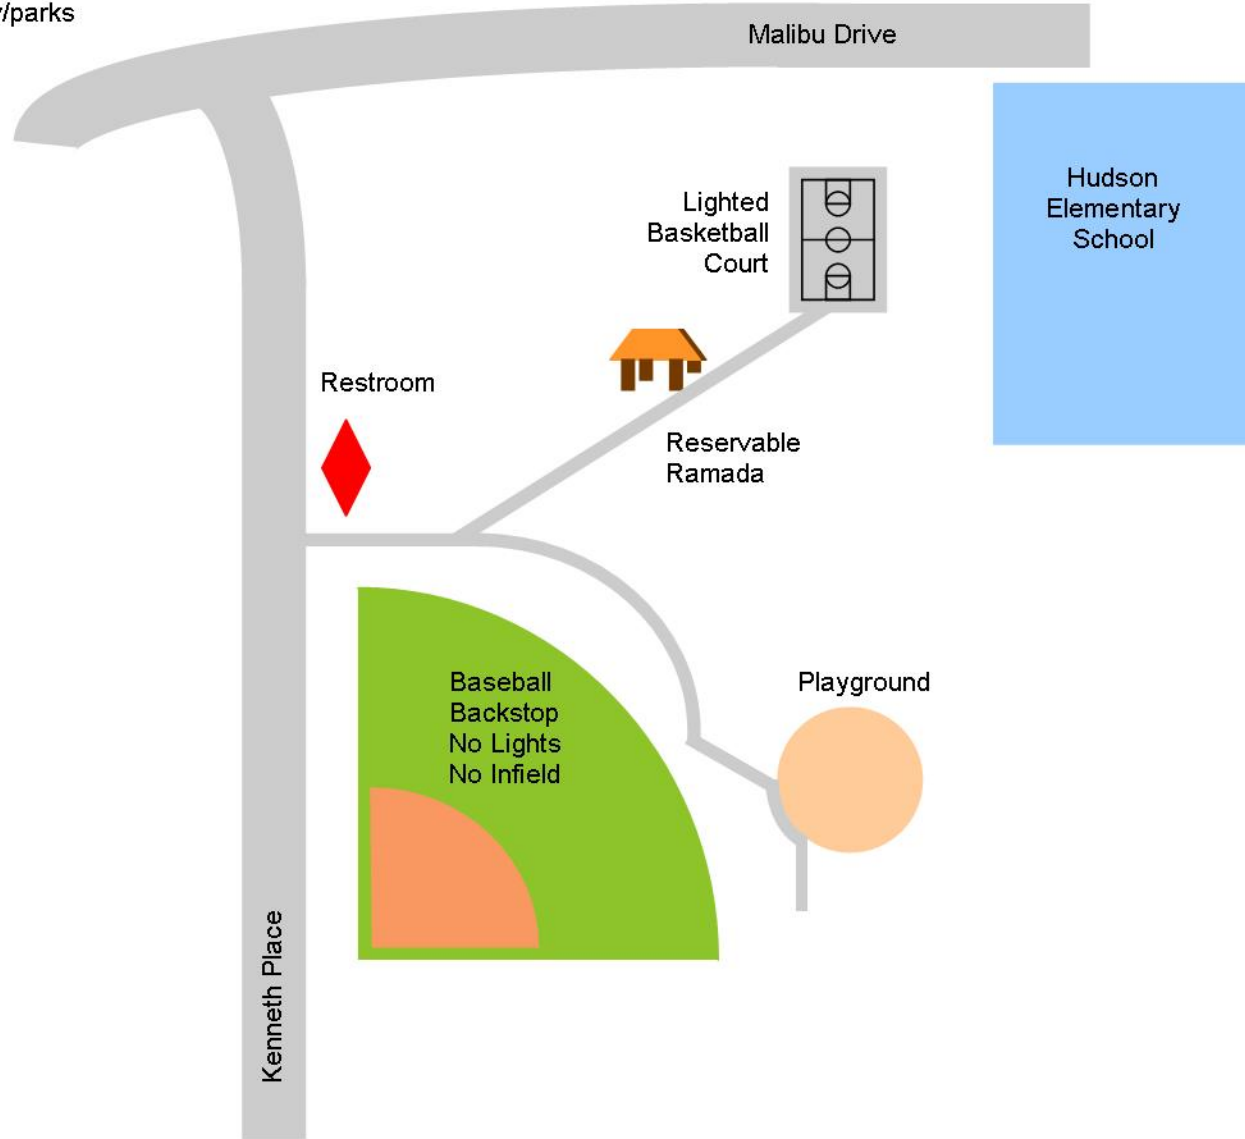 /parks
Malibu Drive
Hudson
Elementary
School
Lighted
Basketball
Court
Restroom
Reservable
Ramada
Baseball
Backstop
No Lights
No Infield
Playground
Kenneth Place